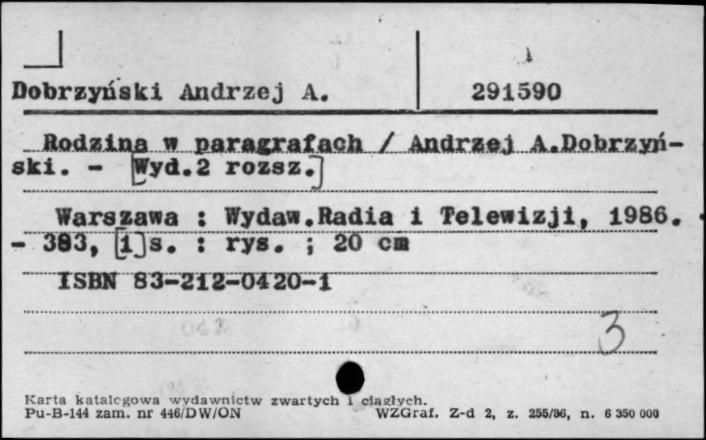 Dobrzyński Andrzej A. 291590
Rodzina w paragrafach / Andrzej A.Dobrzyń-
ski. - [Wyd.2 rozsz.]
Warszawa : Wydaw.Radia i Telewizji, 1986.
- 383, [1]s. : rys. ; 20 cm
ISBN 83-212-0420-1
3
Karta katalogowa wydawnictw zwartych i ciągłych.
Pu-B-144 zam. nr 446/DW/ON WZGraf. Z-d 2, z. 255/86, n. 6 350 000